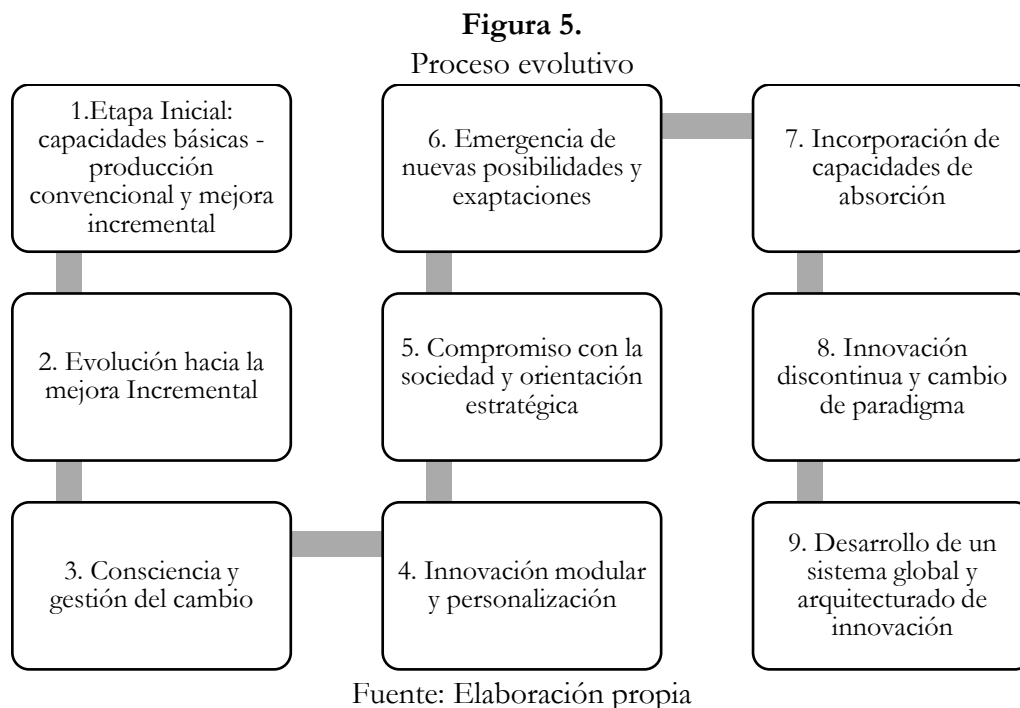 Figura 5.
Proceso evolutivo
1.Etapa Inicial:
capacidades básicas -
producción
convencional y mejora
incremental
2. Evolución hacia la
mejora Incremental
3. Consciencia y
gestión del cambio
4. Innovación modular
y personalización
5. Compromiso con la
sociedad y orientación
estratégica
6. Emergencia de
nuevas posibilidades y
exaptaciones
7. Incorporación de
capacidades de
absorción
8. Innovación
discontinua y cambio
de paradigma
9. Desarrollo de un
sistema global y
arquitecturado de
innovación
Fuente: Elaboración propia